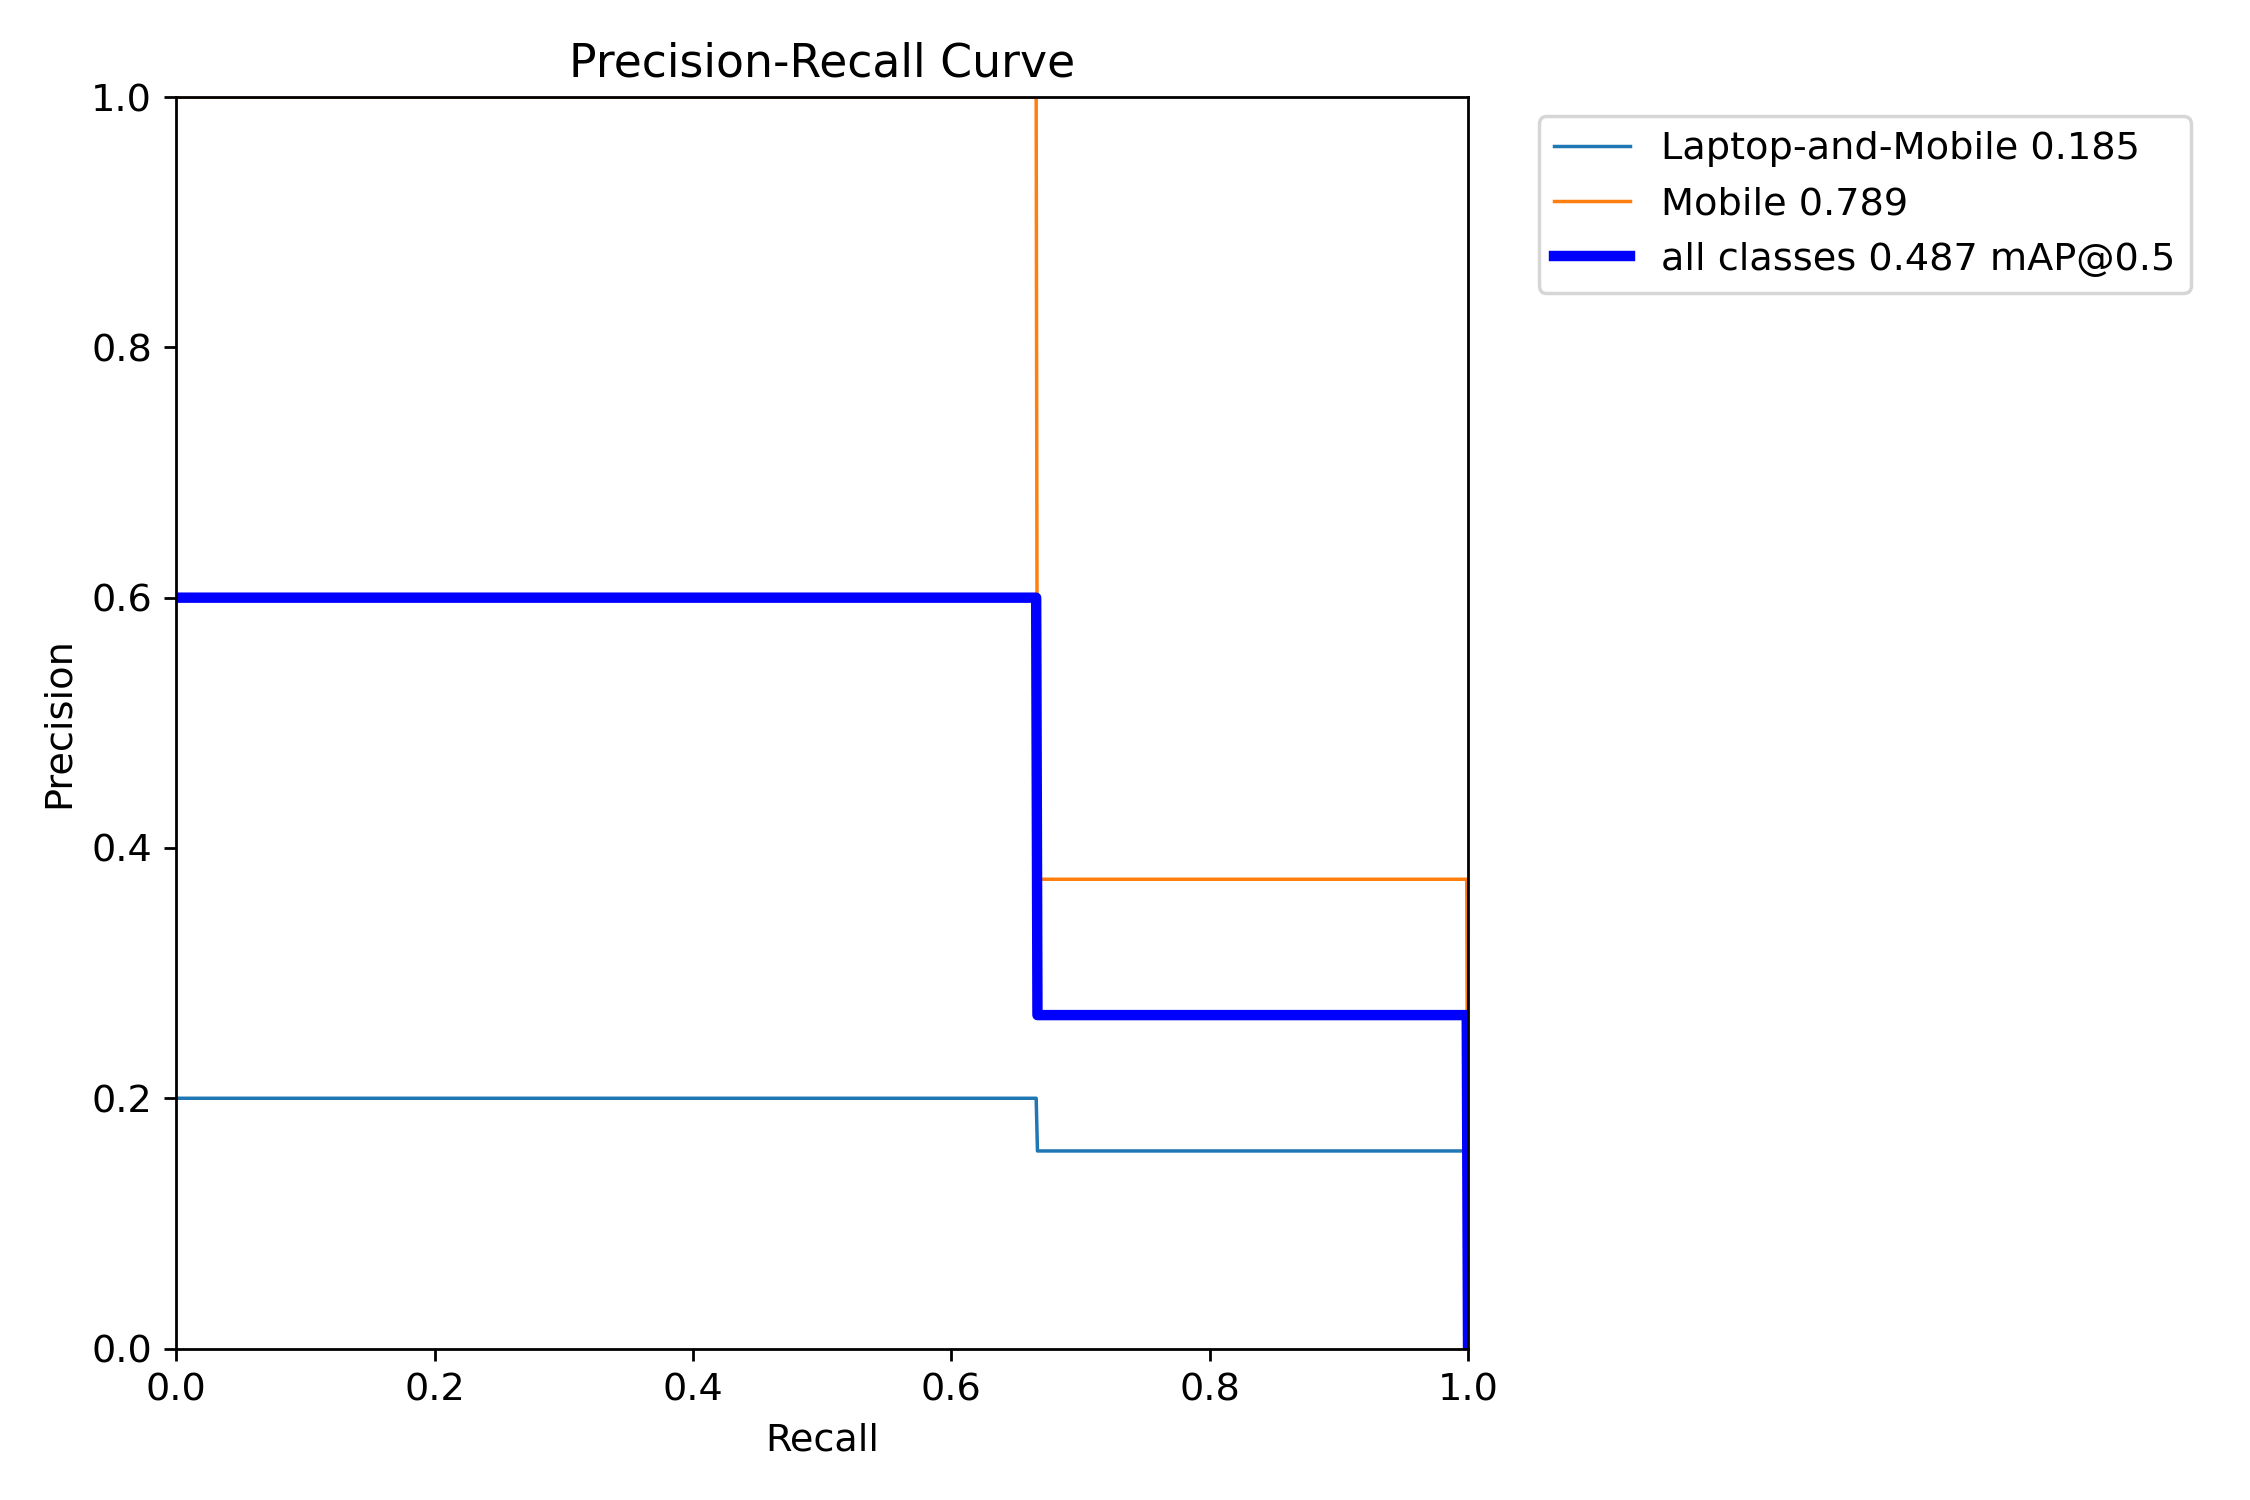 Precision-Recall Curve
1.0
0.8
0.6
0.4
0.2
0.0
Precision
0.0 0.2 0.4 0.6 0.8 1.0
Recall
Laptop-and-Mobile 0.185
Mobile 0.789
all classes 0.487 mAP@0.5